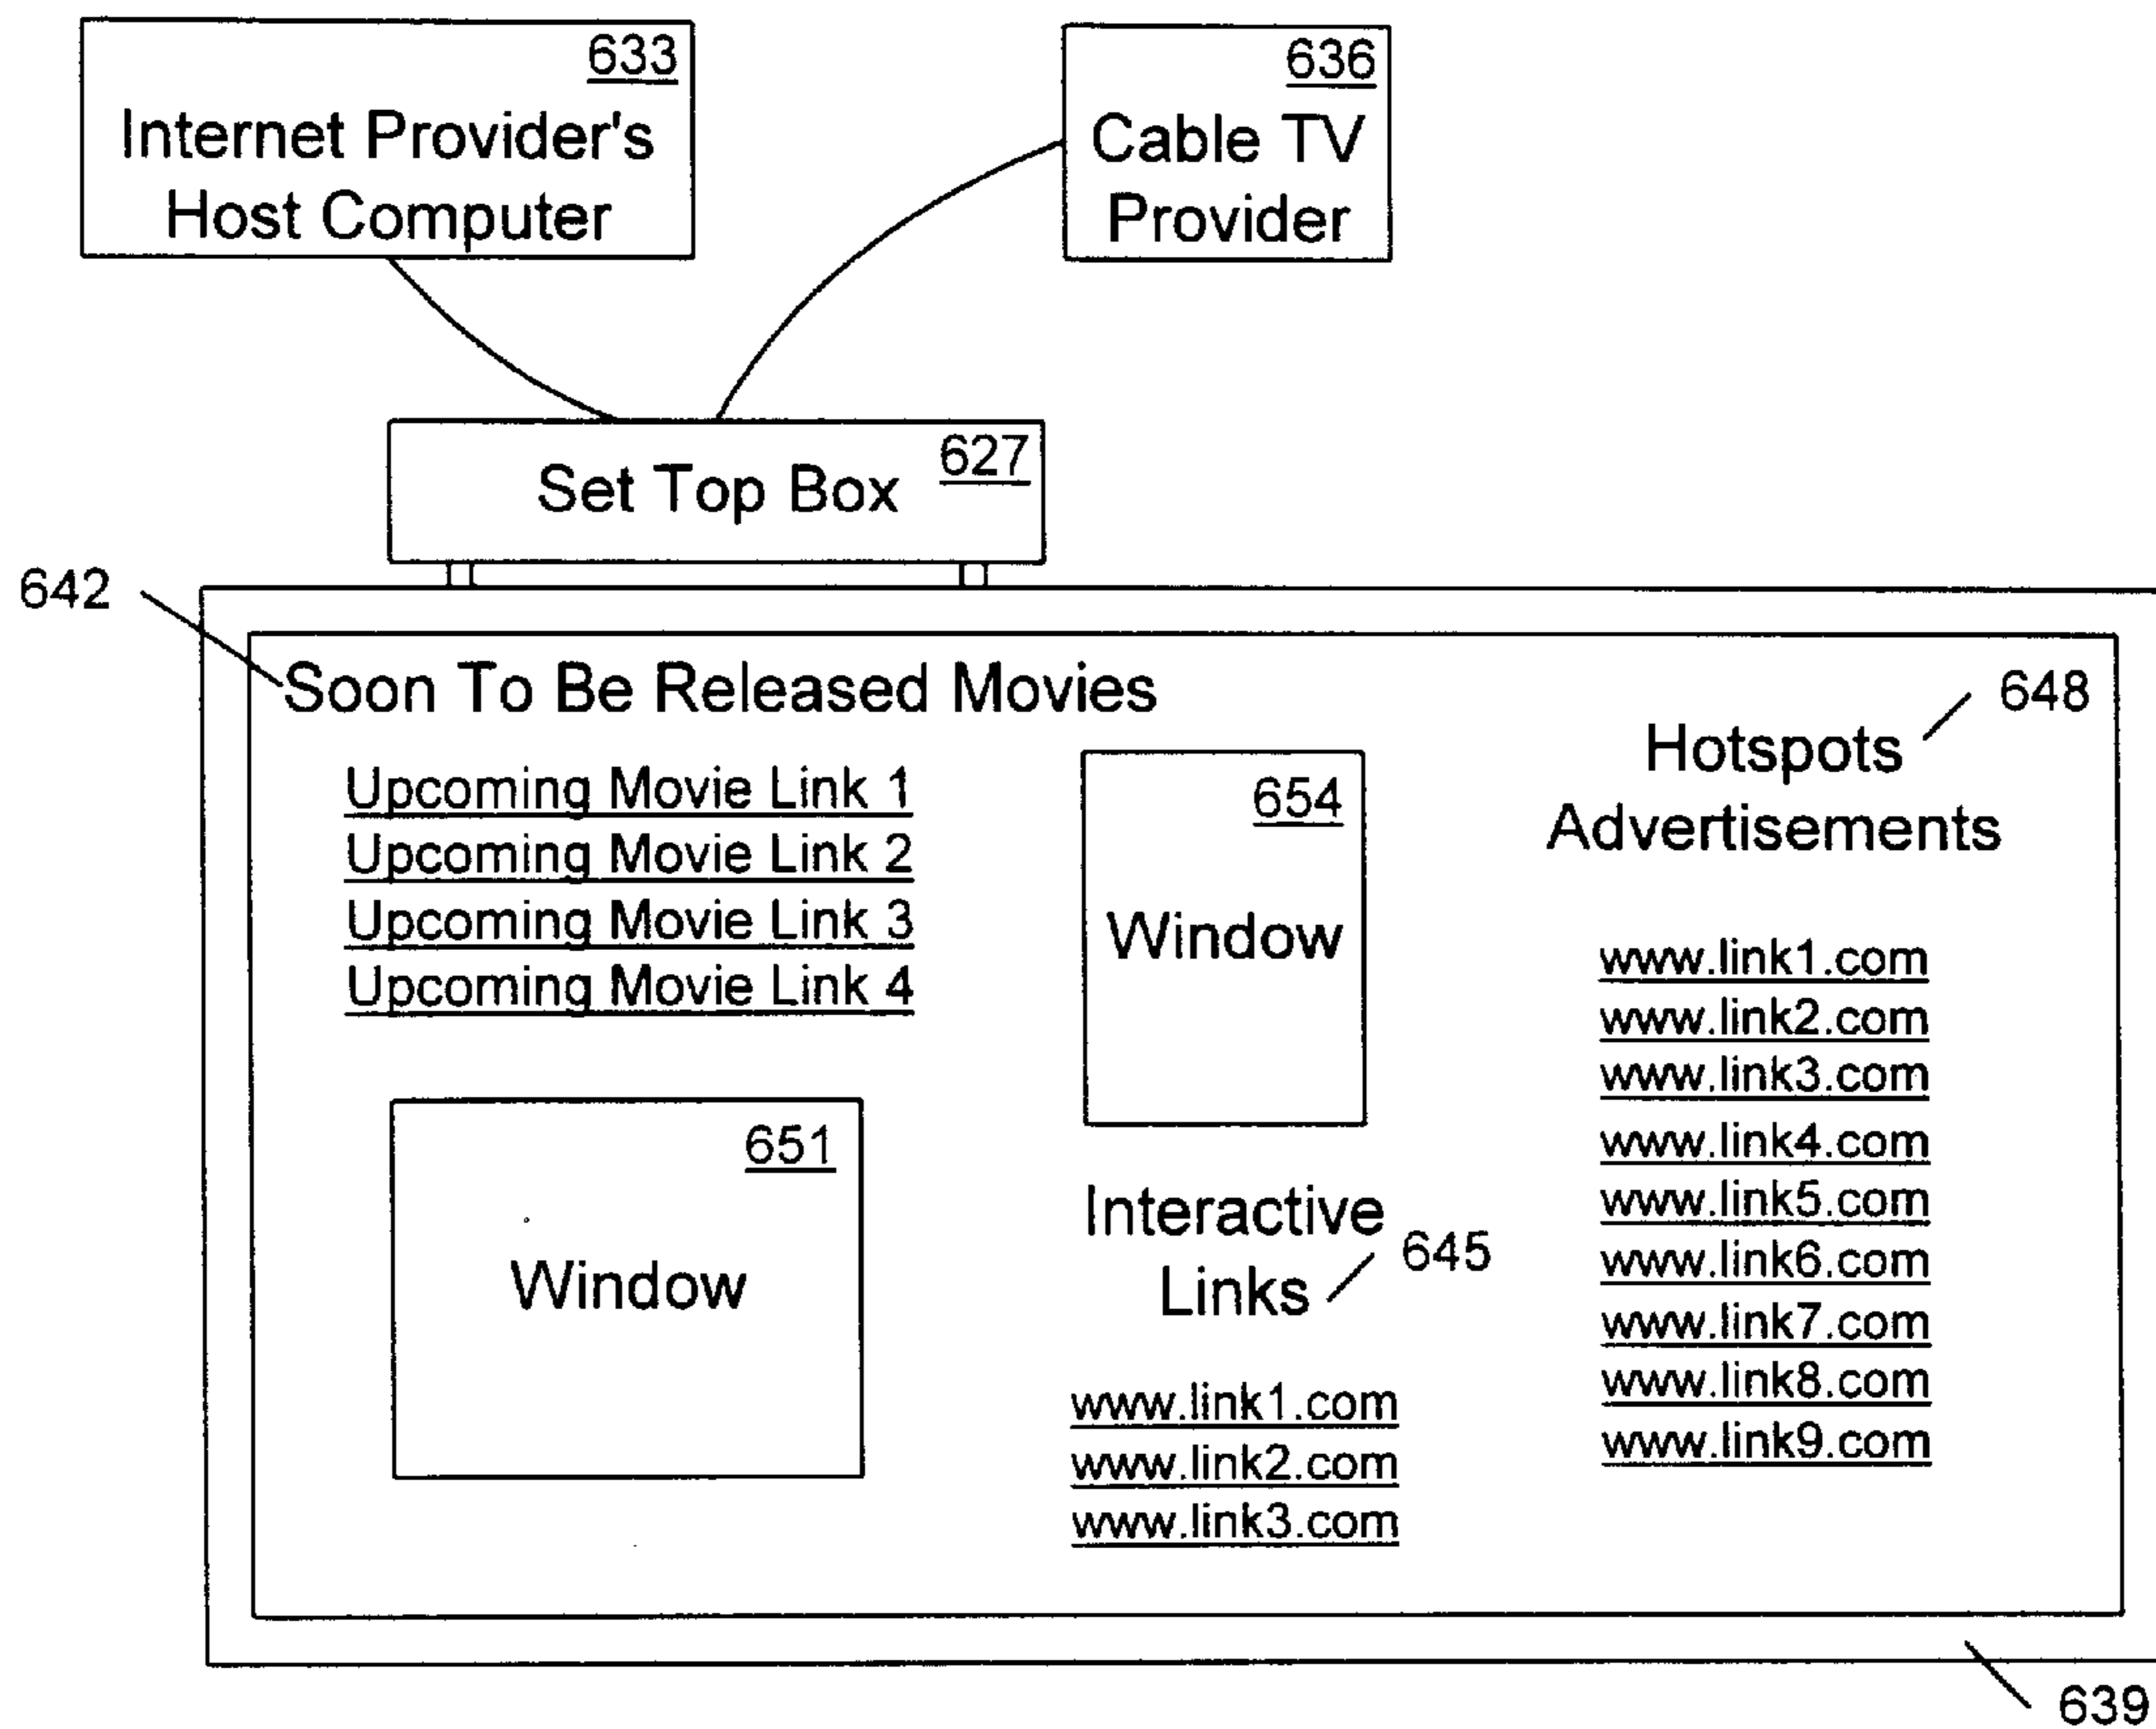 633
Internet Provider's
Host Computer
636
Cable TV
Provider
627
Set Top Box
642
Soon To Be Released Movies
Upcoming Movie Link 1
Upcoming Movie Link 2
Upcoming Movie Link 3
Upcoming Movie Link 4
651
Window
654
Window
Interactive
Links
645
www.link1.com
www.link2.com
www.link3.com
648
Hotspots
Advertisements
www.link1.com
www.link2.com
www.link3.com
www.link4.com
www.link5.com
www.link6.com
www.link7.com
www.link8.com
www.link9.com
639